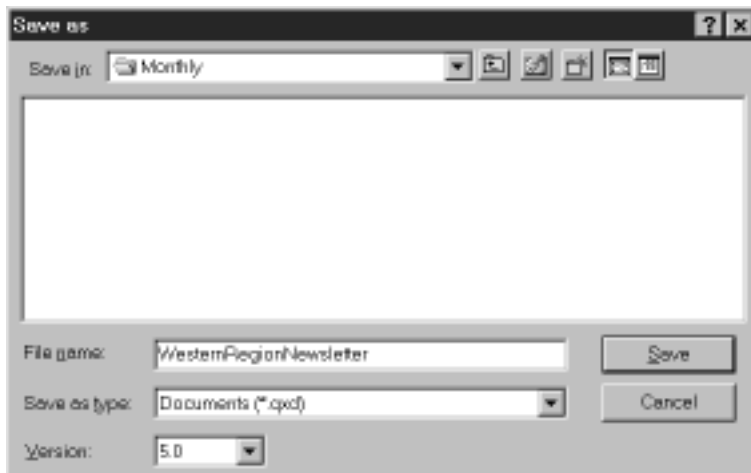 Save as
Save in: Monthly
File name: WesternRegionNewsletter Save
Save as type: Documents (*.qxd) Cancel
Version: 5.0